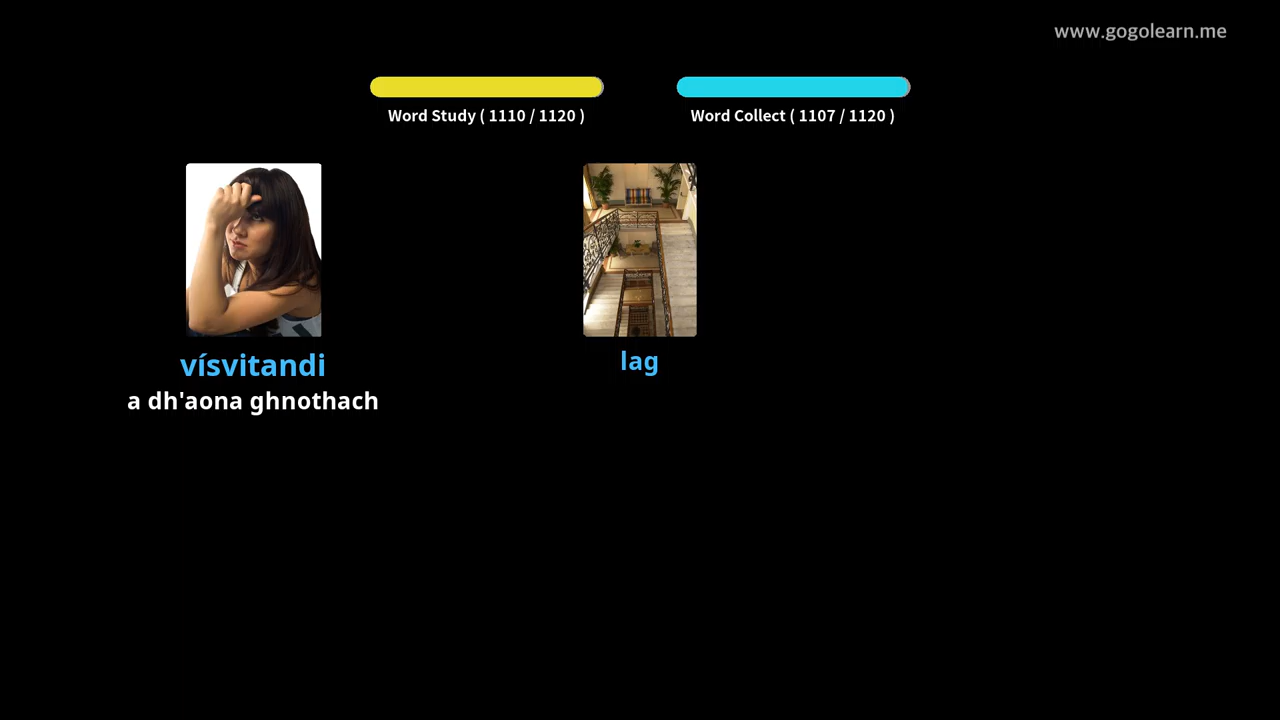 www.gogolearn.me
Word Study ( 1110 / 1120 )
Word Collect ( 1107 / 1120 )
vísvitandi
a dh'aona ghnothach
lag